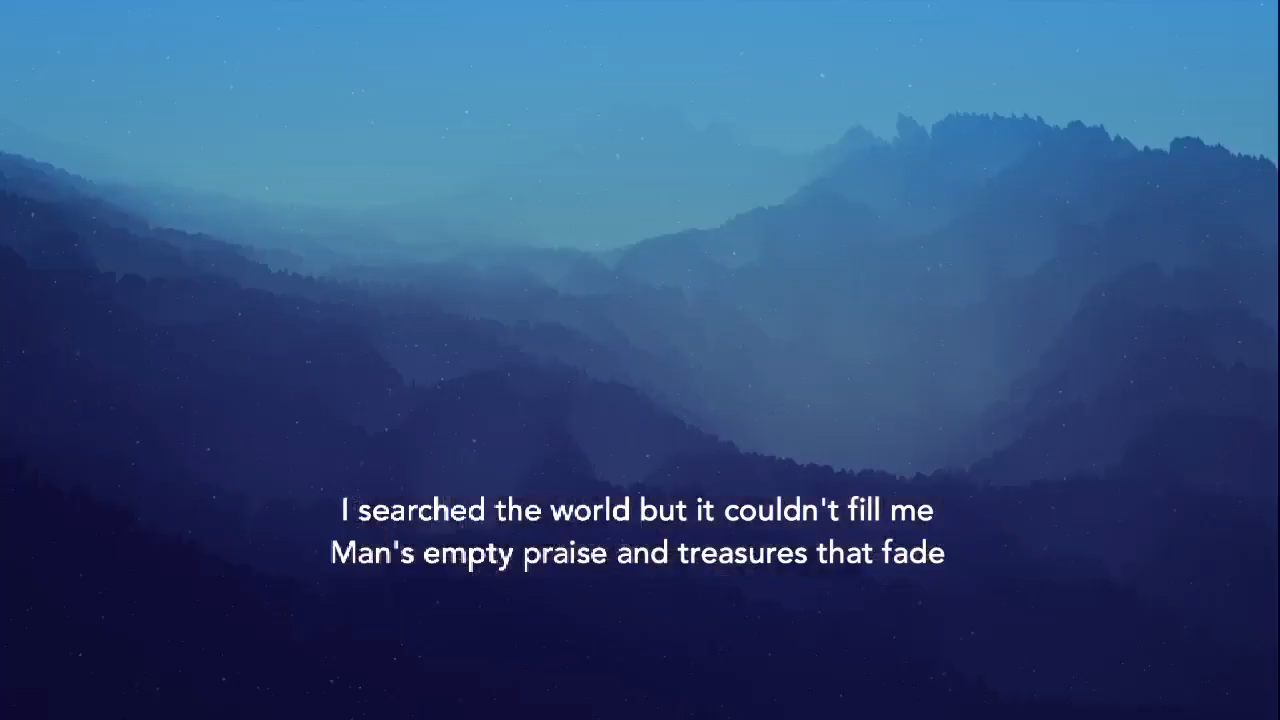 I searched the world but it couldn't fill me
Man's empty praise and treasures that fade